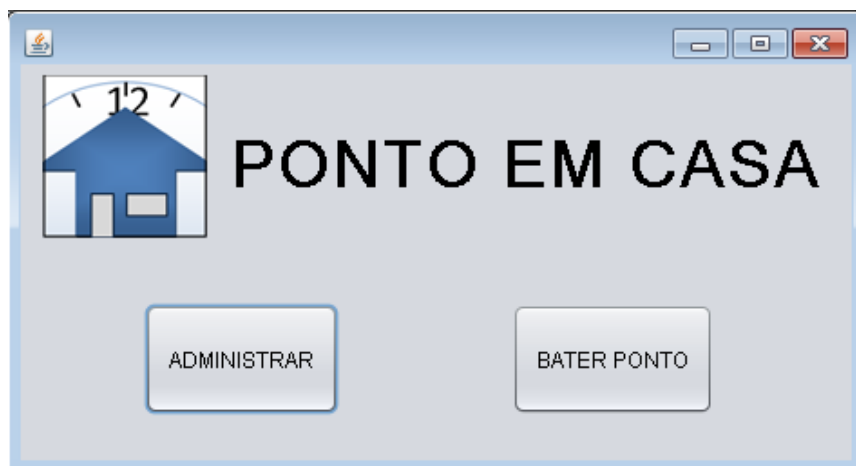 12
PONTO EM CASA
ADMINISTRAR
BATER PONTO